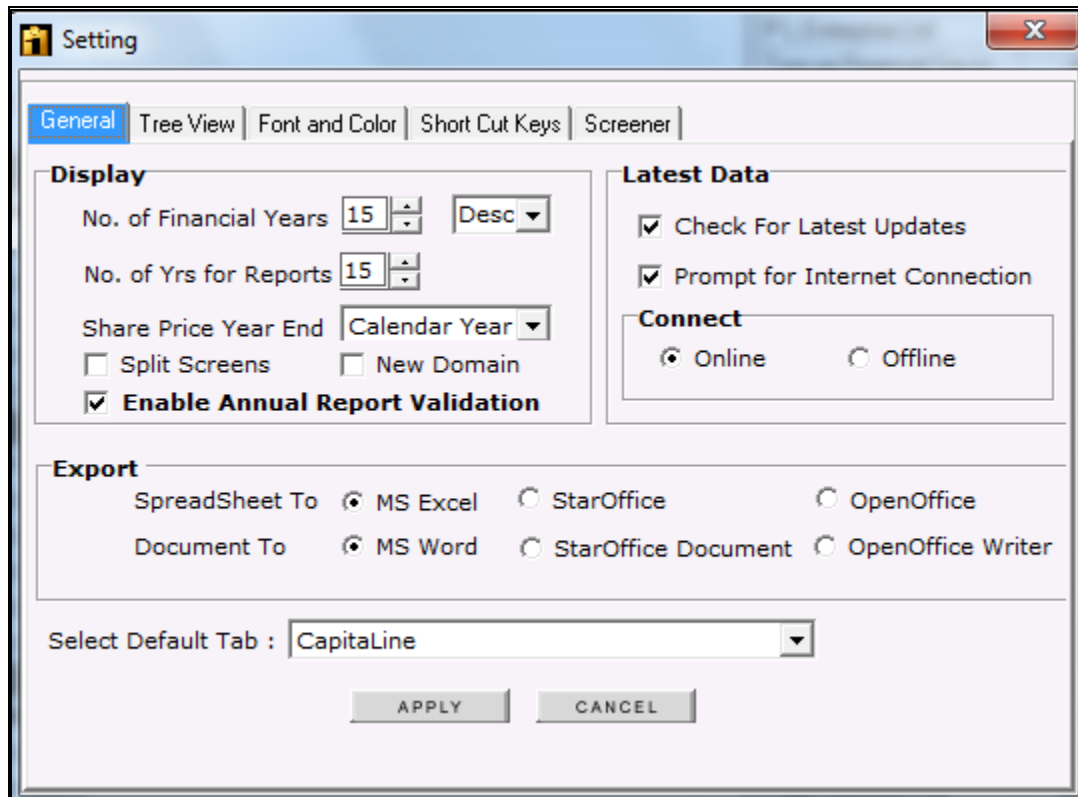 Setting
General Tree View Font and Color Short Cut Keys Screener
Display
No. of Financial Years 15 Desc
No. of Yrs for Reports 15
Share Price Year End Calendar Year
Split Screens New Domain
Enable Annual Report Validation
Latest Data
Check For Latest Updates
Prompt for Internet Connection
Connect
Online Offline
Export
SpreadSheet To MS Excel StarOffice OpenOffice
Document To MS Word StarOffice Document OpenOffice Writer
Select Default Tab : CapitaLine
APPLY CANCEL